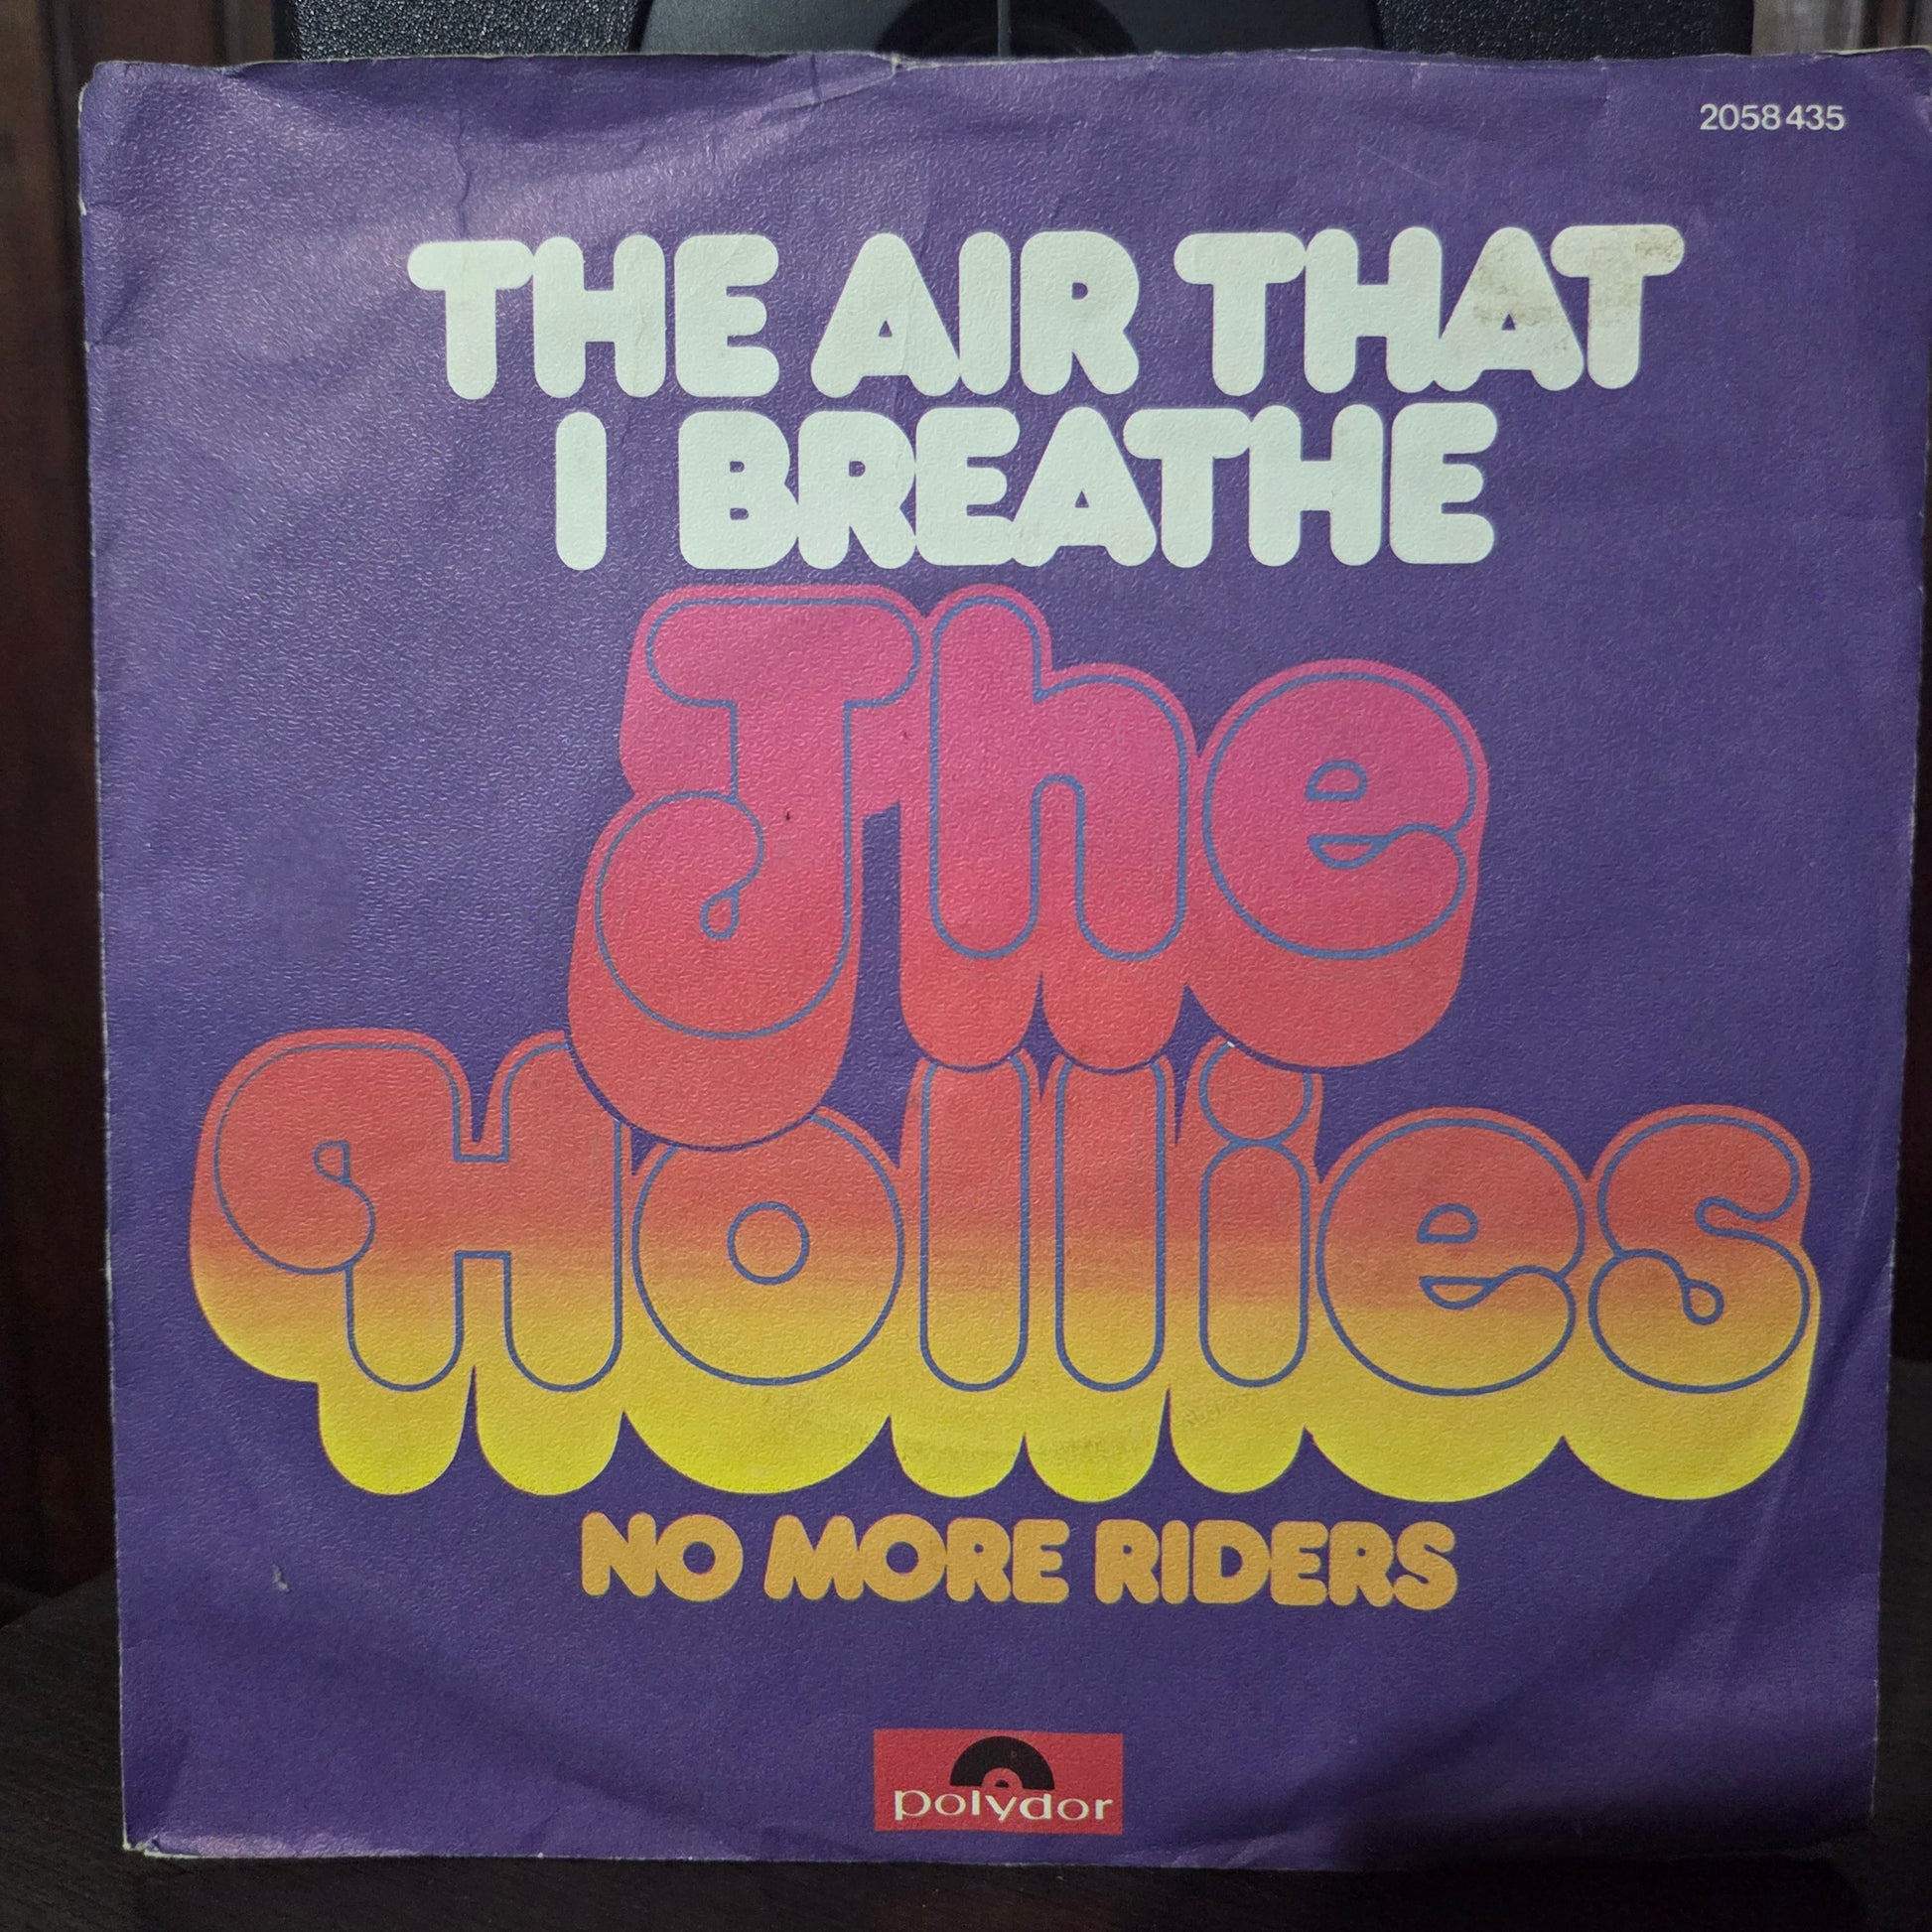 2058 435
THE AIR THAT
I BREATHE
The
Hollies
NO MORE RIDERS
polydor